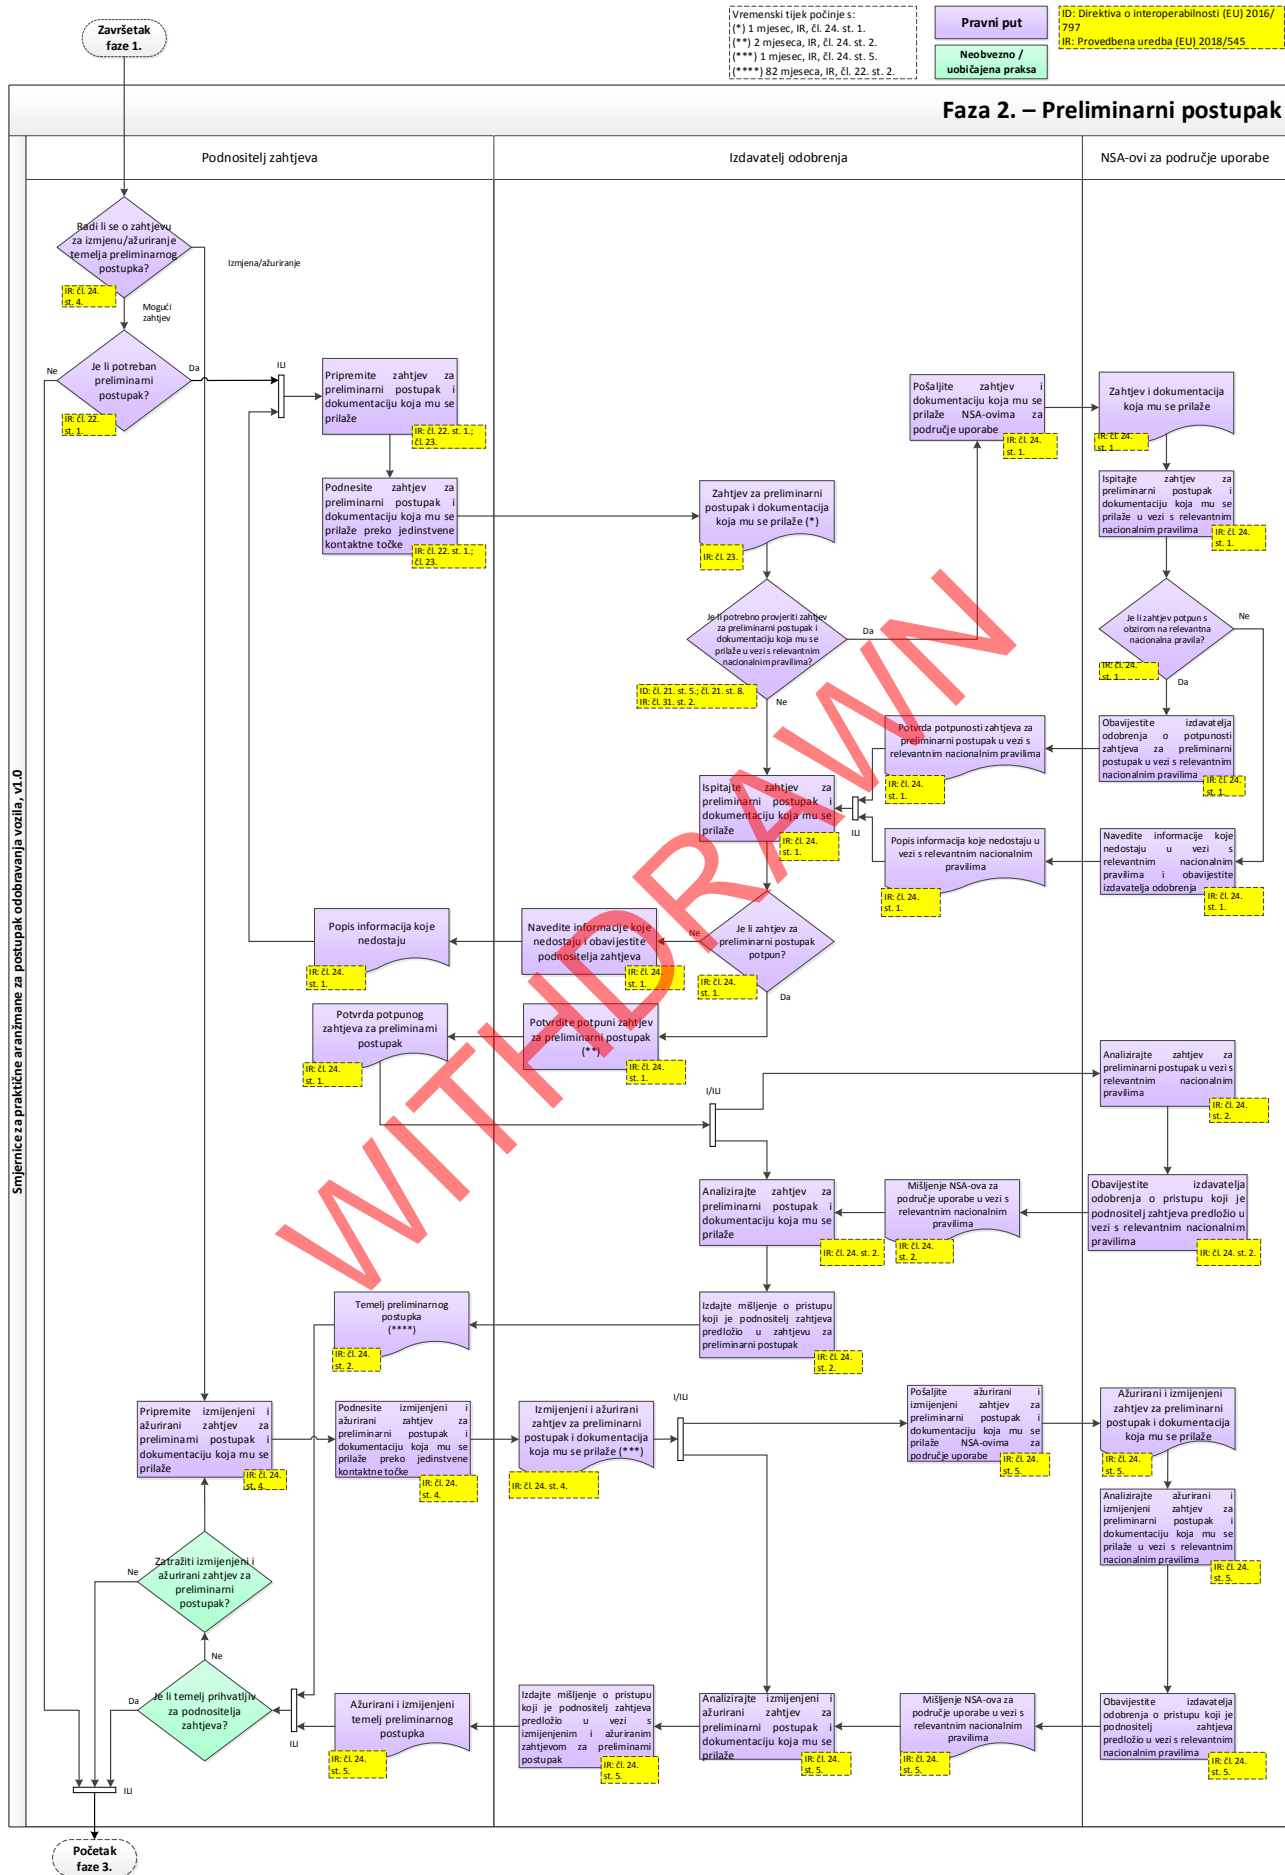 Završetak
faze 1.
Vremenski tijek počinje s:
(*) 1 mjesec, IR, čl. 24. st. 1.
(**) 2 mjeseca, IR, čl. 24. st. 2.
(***) 1 mjesec, IR, čl. 24. st. 5.
(****) 82 mjeseca, IR, čl. 22. st. 2.
Pravni put
Neobvezno /
uobičajena praksa
ID: Direktiva o interoperabilnosti (EU) 2016/
797
IR: Provedbena uredba (EU) 2018/545
Faza 2. – Preliminarni postupak
Smjernice za praktične aranžmane za postupak odobravanja vozila, v1.0
Podnositelj zahtjeva
Izdavatelj odobrenja
NSA-ovi za područje uporabe
Radi li se o zahtjevu
za izmjenu/ažuriranje
temelja preliminarnog
postupka?
IR: čl. 24.
st. 4.
Izmjena/ažuriranje
Mogući
zahtjev
Je li potreban
preliminarni
postupak?
IR: čl. 22.
st. 1.
Ne
Da
ILI
Pripremite zahtjev za
preliminarni postupak i
dokumentaciju koja mu se
prilaže
IR: čl. 22. st. 1.;
čl. 23.
Podnesite zahtjev za
preliminarni postupak i
dokumentaciju koja mu se
prilaže preko jedinstvene
kontaktne točke
IR: čl. 22. st. 1.;
čl. 23.
Zahtjev za preliminarni
postupak i dokumentacija
koja mu se prilaže (*)
IR: čl. 23.
Pošaljite zahtjev i
dokumentaciju koja mu se
prilaže NSA-ovima za
područje uporabe
IR: čl. 24.
st. 1.
Zahtjev i dokumentacija
koja mu se prilaže
IR: čl. 24.
st. 1.
Ispitajte zahtjev za
preliminarni postupak i
dokumentaciju koja mu se
prilaže u vezi s relevantnim
nacionalnim pravilima
IR: čl. 24.
st. 1.
Je li potrebno provjeriti zahtjev
za preliminarni postupak i
dokumentaciju koja mu se
prilaže u vezi s relevantnim
nacionalnim pravilima?
Da
Ne
ID: čl. 21. st. 5.; čl. 21. st. 8.
IR: čl. 31. st. 2.
Je li zahtjev potpun s
obzirom na relevantna
nacionalna pravila?
Ne
Da
IR: čl. 24.
st. 1.
Potvrda potpunosti zahtjeva za
preliminarni postupak u vezi s
relevantnim nacionalnim pravilima
IR: čl. 24.
st. 1.
Obavijestite izdavatelja
odobrenja o potpunosti
zahtjeva za preliminarni
postupak u vezi s relevantnim
nacionalnim pravilima
IR: čl. 24.
st. 1.
Ispitajte zahtjev za
preliminarni postupak i
dokumentaciju koja mu se
prilaže
IR: čl. 24.
st. 1.
ILI
Popis informacija koje nedostaju u
vezi s relevantnim nacionalnim
pravilima
IR: čl. 24.
st. 1.
Navedite informacije koje
nedostaju u vezi s
relevantnim nacionalnim
pravilima i obavijestite
izdavatelja odobrenja
IR: čl. 24.
st. 1.
Popis informacija koje
nedostaju
IR: čl. 24.
st. 1.
Navedite informacije koje
nedostaju i obavijestite
podnositelja zahtjeva
IR: čl. 24.
st. 1.
Ne
Je li zahtjev za
preliminarni postupak
potpun?
IR: čl. 24.
st. 1.
Da
Potvrda potpunog
zahtjeva za preliminarni
postupak
IR: čl. 24.
st. 1.
Potvrdite potpuni zahtjev
za preliminarni postupak
(**)
IR: čl. 24.
st. 1.
I/ILI
Analizirajte zahtjev za
preliminarni postupak u vezi s
relevantnim nacionalnim
pravilima
IR: čl. 24.
st. 2.
Analizirajte zahtjev za
preliminarni postupak i
dokumentaciju koja mu se
prilaže
IR: čl. 24. st. 2.
Mišljenje NSA-ova za
područje uporabe u vezi s
relevantnim nacionalnim
pravilima
IR: čl. 24.
st. 2.
Obavijestite izdavatelja
odobrenja o pristupu koji je
podnositelj zahtjeva predložio u
vezi s relevantnim nacionalnim
pravilima
IR: čl. 24. st. 2.
Temelj preliminarnog
postupka
(****)
IR: čl. 24.
st. 2.
Izdajte mišljenje o pristupu
koji je podnositelj zahtjeva
predložio u zahtjevu za
preliminarni postupak
IR: čl. 24.
st. 2.
Pripremite izmijenjeni i
ažurirani zahtjev za
preliminarni postupak i
dokumentaciju koja mu se
prilaže
IR: čl. 24.
st. 4.
Podnesite izmijenjeni i
ažurirani zahtjev za
preliminarni postupak i
dokumentaciju koja mu se
prilaže preko jedinstvene
kontaktne točke
IR: čl. 24.
st. 4.
Izmijenjeni i ažurirani
zahtjev za preliminarni
postupak i dokumentacija
koja mu se prilaže (***)
IR: čl. 24. st. 4.
I/ILI
Pošaljite ažurirani i
izmijenjeni zahtjev za
preliminarni postupak i
dokumentaciju koja mu se
prilaže NSA-ovima za
područje uporabe
IR: čl. 24.
st. 5.
Ažurirani i izmijenjeni
zahtjev za preliminarni
postupak i dokumentacija
koja mu se prilaže
IR: čl. 24.
st. 5.
Analizirajte ažurirani i
izmijenjeni zahtjev za
preliminarni postupak i
dokumentaciju koja mu se
prilaže u vezi s relevantnim
nacionalnim pravilima
IR: čl. 24.
st. 5.
Zatražiti izmijenjeni i
ažurirani zahtjev za
preliminarni
postupak?
Ne
Ne
Je li temelj prihvatljiv
za podnositelja
zahtjeva?
Da
ILI
Ažurirani i izmijenjeni
temelj preliminarnog
postupka
IR: čl. 24.
st. 5.
Izdajte mišljenje o pristupu
koji je podnositelj zahtjeva
predložio u vezi s
izmijenjenim i ažuriranim
zahtjevom za preliminarni
postupak
IR: čl. 24.
st. 5.
Analizirajte izmijenjeni i
ažurirani zahtjev za
preliminarni postupak i
dokumentaciju koja mu se
prilaže
IR: čl. 24.
st. 5.
Mišljenje NSA-ova za
područje uporabe u vezi s
relevantnim nacionalnim
pravilima
IR: čl. 24.
st. 5.
Obavijestite izdavatelja
odobrenja o pristupu koji je
podnositelj zahtjeva
predložio u vezi s relevantnim
nacionalnim pravilima
IR: čl. 24.
st. 5.
ILI
Početak
faze 3.
WITHDRAWN